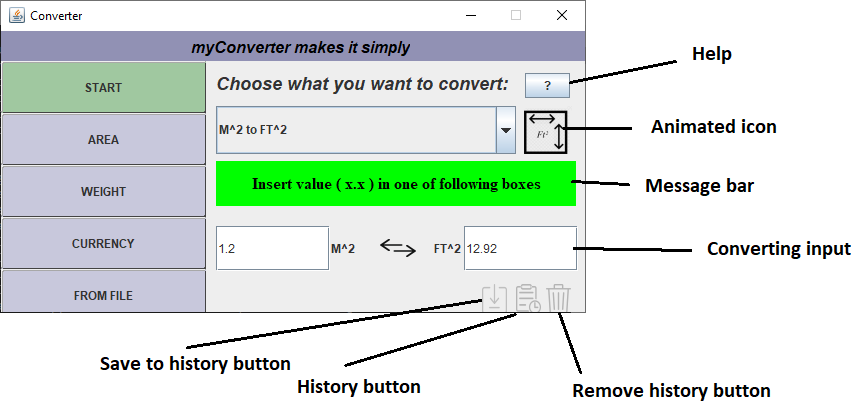 Converter
myConverter makes it simply
START
Choose what you want to convert:
?
Help
AREA
M^2 to FT^2
Ft²
Animated icon
WEIGHT
Insert value ( x.x ) in one of following boxes
Message bar
CURRENCY
1.2 M^2 FT^2 12.92
Converting input
FROM FILE
Save to history button
History button
Remove history button